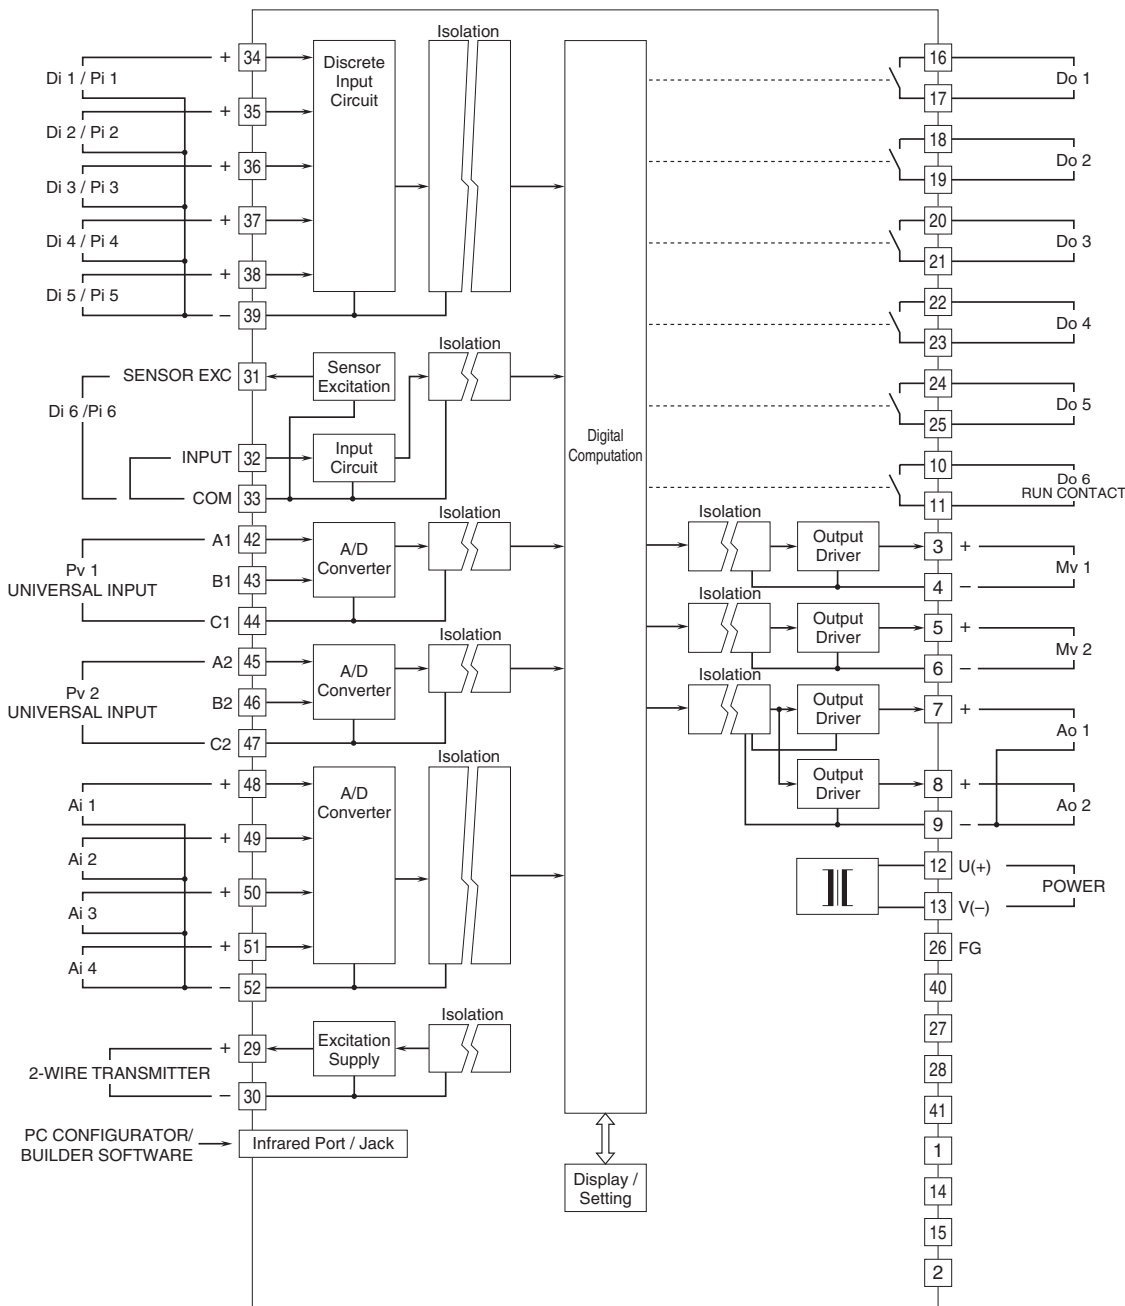 Isolation
+ 34
Di 1 / Pi 1
Discrete
Input
Circuit
+ 35
Di 2 / Pi 2
+ 36
Di 3 / Pi 3
+ 37
Di 4 / Pi 4
+ 38
Di 5 / Pi 5
− 39
Isolation
SENSOR EXC 31
Sensor
Excitation
Di 6 /Pi 6
INPUT 32
Input
Circuit
COM 33
Isolation
A1 42
A/D
Converter
Pv 1
UNIVERSAL INPUT
B1 43
C1 44
Isolation
A2 45
A/D
Converter
Pv 2
UNIVERSAL INPUT
B2 46
C2 47
Isolation
+ 48
A/D
Converter
Ai 1
+ 49
Ai 2
+ 50
Ai 3
+ 51
Ai 4
− 52
Isolation
+ 29
Excitation
Supply
2-WIRE TRANSMITTER
− 30
PC CONFIGURATOR/
BUILDER SOFTWARE
Infrared Port / Jack
Digital
Computation
Display /
Setting
16
Do 1
17
18
Do 2
19
20
Do 3
21
22
Do 4
23
24
Do 5
25
10
Do 6
RUN CONTACT
11
Isolation
Output
Driver
3 +
Mv 1
4 −
Isolation
Output
Driver
5 +
Mv 2
6 −
Isolation
Output
Driver
7 +
Ao 1
Output
Driver
8 +
Ao 2
9 −
12 U(+)
POWER
13 V(–)
26 FG
40
27
28
41
1
14
15
2